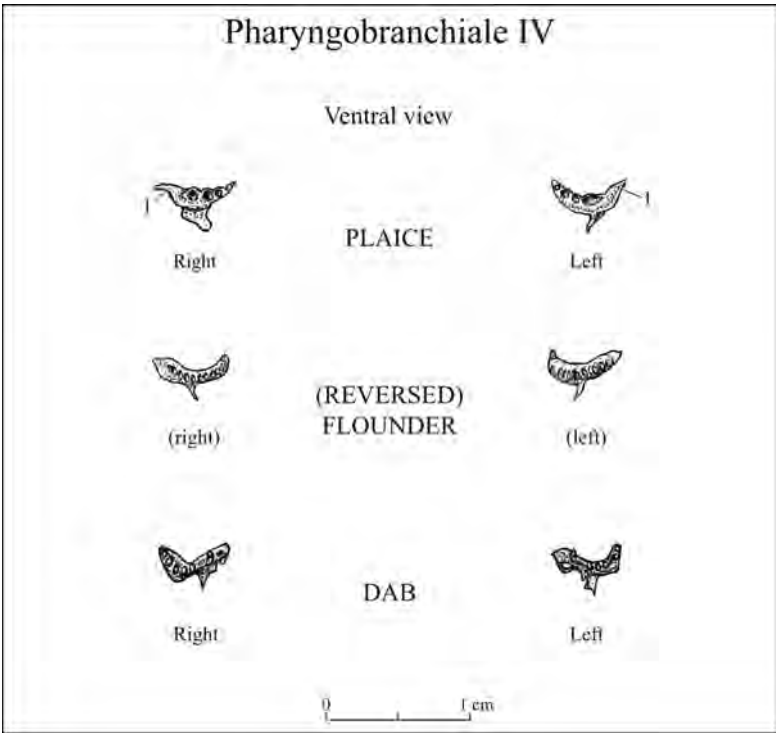 Pharyngobranchiale IV
Ventral view
1
1
PLAICE
Right
Left
(REVERSED)
FLOUNDER
(right)
(left)
DAB
Right
Left
0
1 cm